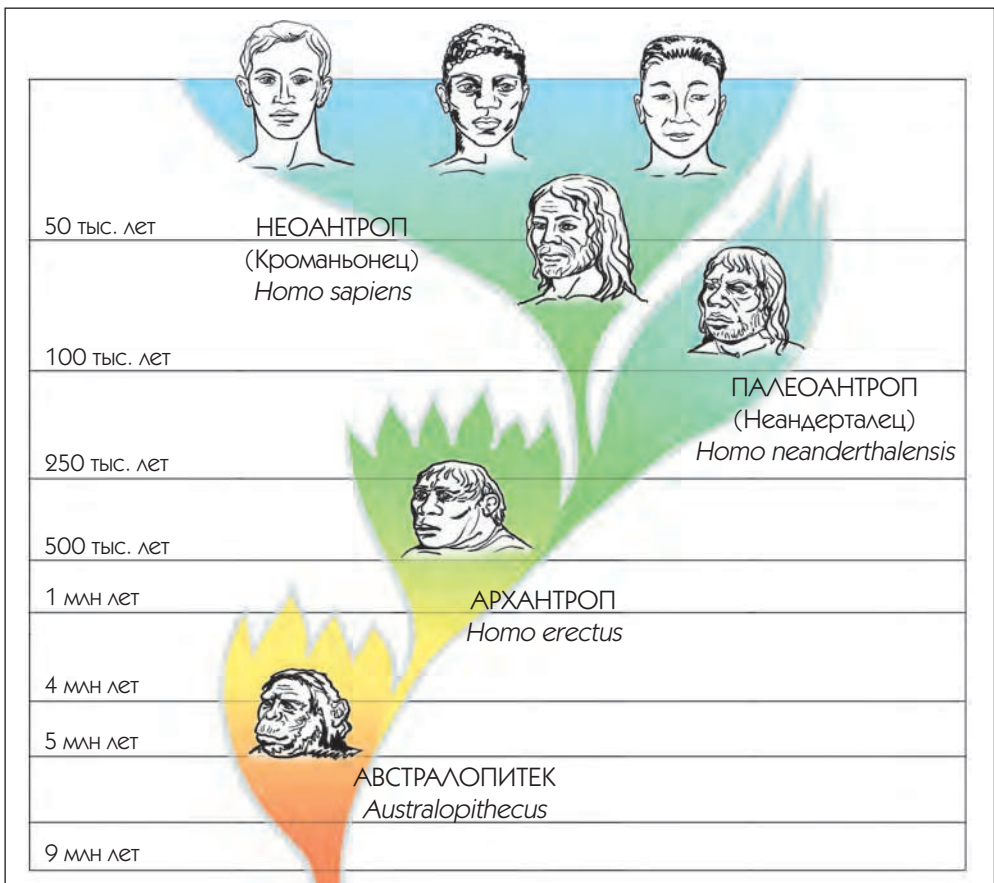 50 тыс. лет
НЕОАНТРОП
(Кроманьонец)
Homo sapiens
100 тыс. лет
ПАЛЕОАНТРОП
(Неандерталец)
Homo neanderthalensis
250 тыс. лет
500 тыс. лет
1 млн лет
АРХАНТРОП
Homo erectus
4 млн лет
5 млн лет
АВСТРАЛОПИТЕК
Australopithecus
9 млн лет